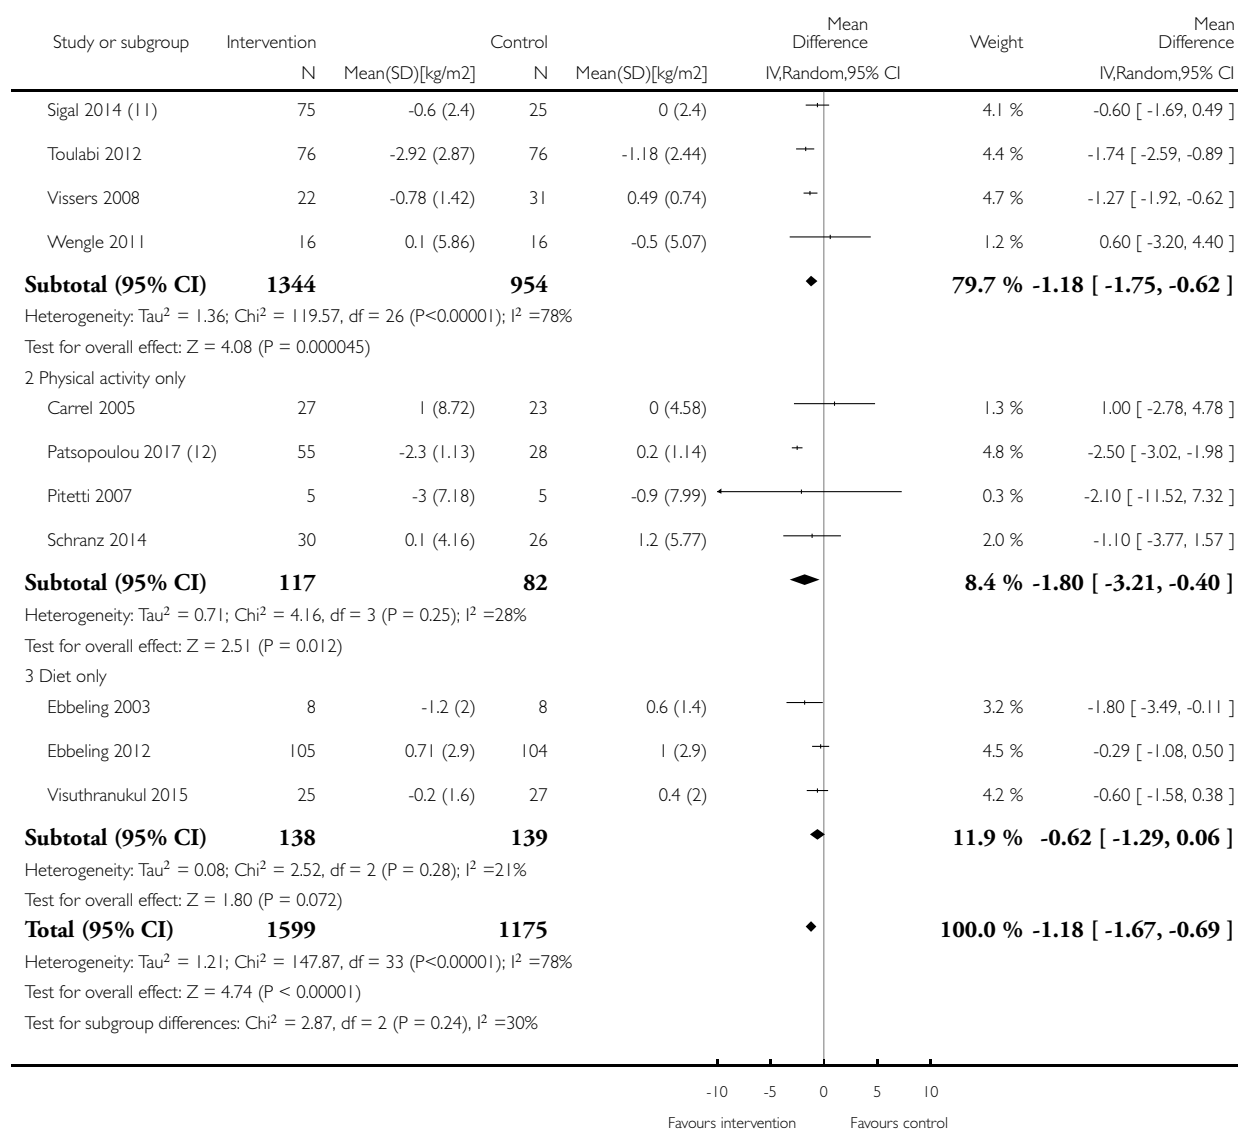 Mean Mean
Study or subgroup Intervention Control Difference Weight Difference
N Mean(SD)[kg/m2] N Mean(SD)[kg/m2] IV,Random,95% CI IV,Random,95% CI
Sigal 2014 (11) 75 -0.6 (2.4) 25 0 (2.4) 4.1 % -0.60 [ -1.69, 0.49 ]
Toulabi 2012 76 -2.92 (2.87) 76 -1.18 (2.44) 4.4 % -1.74 [ -2.59, -0.89 ]
Vissers 2008 22 -0.78 (1.42) 31 0.49 (0.74) 4.7 % -1.27 [ -1.92, -0.62 ]
Wengle 2011 16 0.1 (5.86) 16 -0.5 (5.07) 1.2 % 0.60 [ -3.20, 4.40 ]
Subtotal (95% CI) 1344 954 79.7 % -1.18 [ -1.75, -0.62 ]
Heterogeneity: Tau² = 1.36; Chi² = 119.57, df = 26 (P<0.00001); I² =78%
Test for overall effect: Z = 4.08 (P = 0.000045)
2 Physical activity only
Carrel 2005 27 1 (8.72) 23 0 (4.58) 1.3 % 1.00 [ -2.78, 4.78 ]
Patsopoulou 2017 (12) 55 -2.3 (1.13) 28 0.2 (1.14) 4.8 % -2.50 [ -3.02, -1.98 ]
Pitetti 2007 5 -3 (7.18) 5 -0.9 (7.99) 0.3 % -2.10 [ -11.52, 7.32 ]
Schranz 2014 30 0.1 (4.16) 26 1.2 (5.77) 2.0 % -1.10 [ -3.77, 1.57 ]
Subtotal (95% CI) 117 82 8.4 % -1.80 [ -3.21, -0.40 ]
Heterogeneity: Tau² = 0.71; Chi² = 4.16, df = 3 (P = 0.25); I² =28%
Test for overall effect: Z = 2.51 (P = 0.012)
3 Diet only
Ebbeling 2003 8 -1.2 (2) 8 0.6 (1.4) 3.2 % -1.80 [ -3.49, -0.11 ]
Ebbeling 2012 105 0.71 (2.9) 104 1 (2.9) 4.5 % -0.29 [ -1.08, 0.50 ]
Visuthranukul 2015 25 -0.2 (1.6) 27 0.4 (2) 4.2 % -0.60 [ -1.58, 0.38 ]
Subtotal (95% CI) 138 139 11.9 % -0.62 [ -1.29, 0.06 ]
Heterogeneity: Tau² = 0.08; Chi² = 2.52, df = 2 (P = 0.28); I² =21%
Test for overall effect: Z = 1.80 (P = 0.072)
Total (95% CI) 1599 1175 100.0 % -1.18 [ -1.67, -0.69 ]
Heterogeneity: Tau² = 1.21; Chi² = 147.87, df = 33 (P<0.00001); I² =78%
Test for overall effect: Z = 4.74 (P < 0.00001)
Test for subgroup differences: Chi² = 2.87, df = 2 (P = 0.24), I² =30%
-10 -5 0 5 10
Favours intervention Favours control